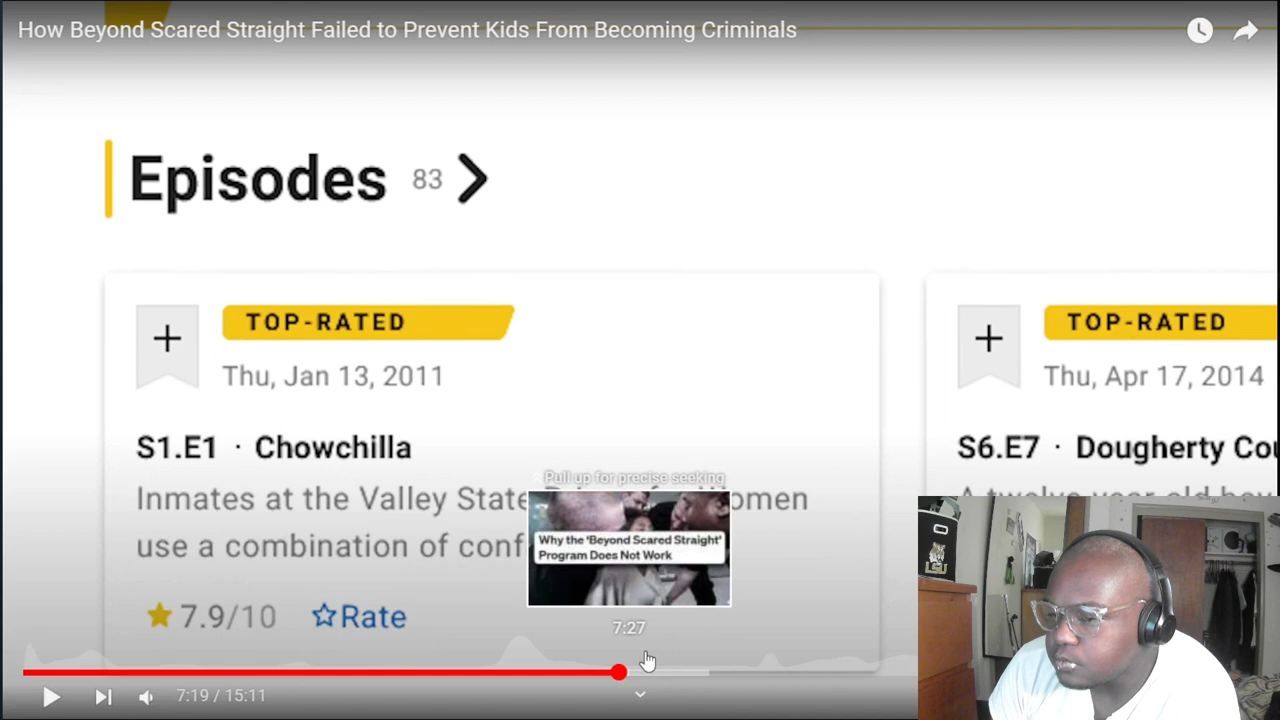 How Beyond Scared Straight Failed to Prevent Kids From Becoming Criminals
Episodes 83
TOP-RATED
Thu, Jan 13, 2011
S1.E1 · Chowchilla
Inmates at the Valley State
use a combination of
7.9/10 Rate
TOP-RATED
Thu, Apr 17, 2014
S6.E7 · Dougherty
Pull up for precise seeking
Why the 'Beyond Scared Straight'
Program Does Not Work
7:27
7:19 / 15:11
LSU